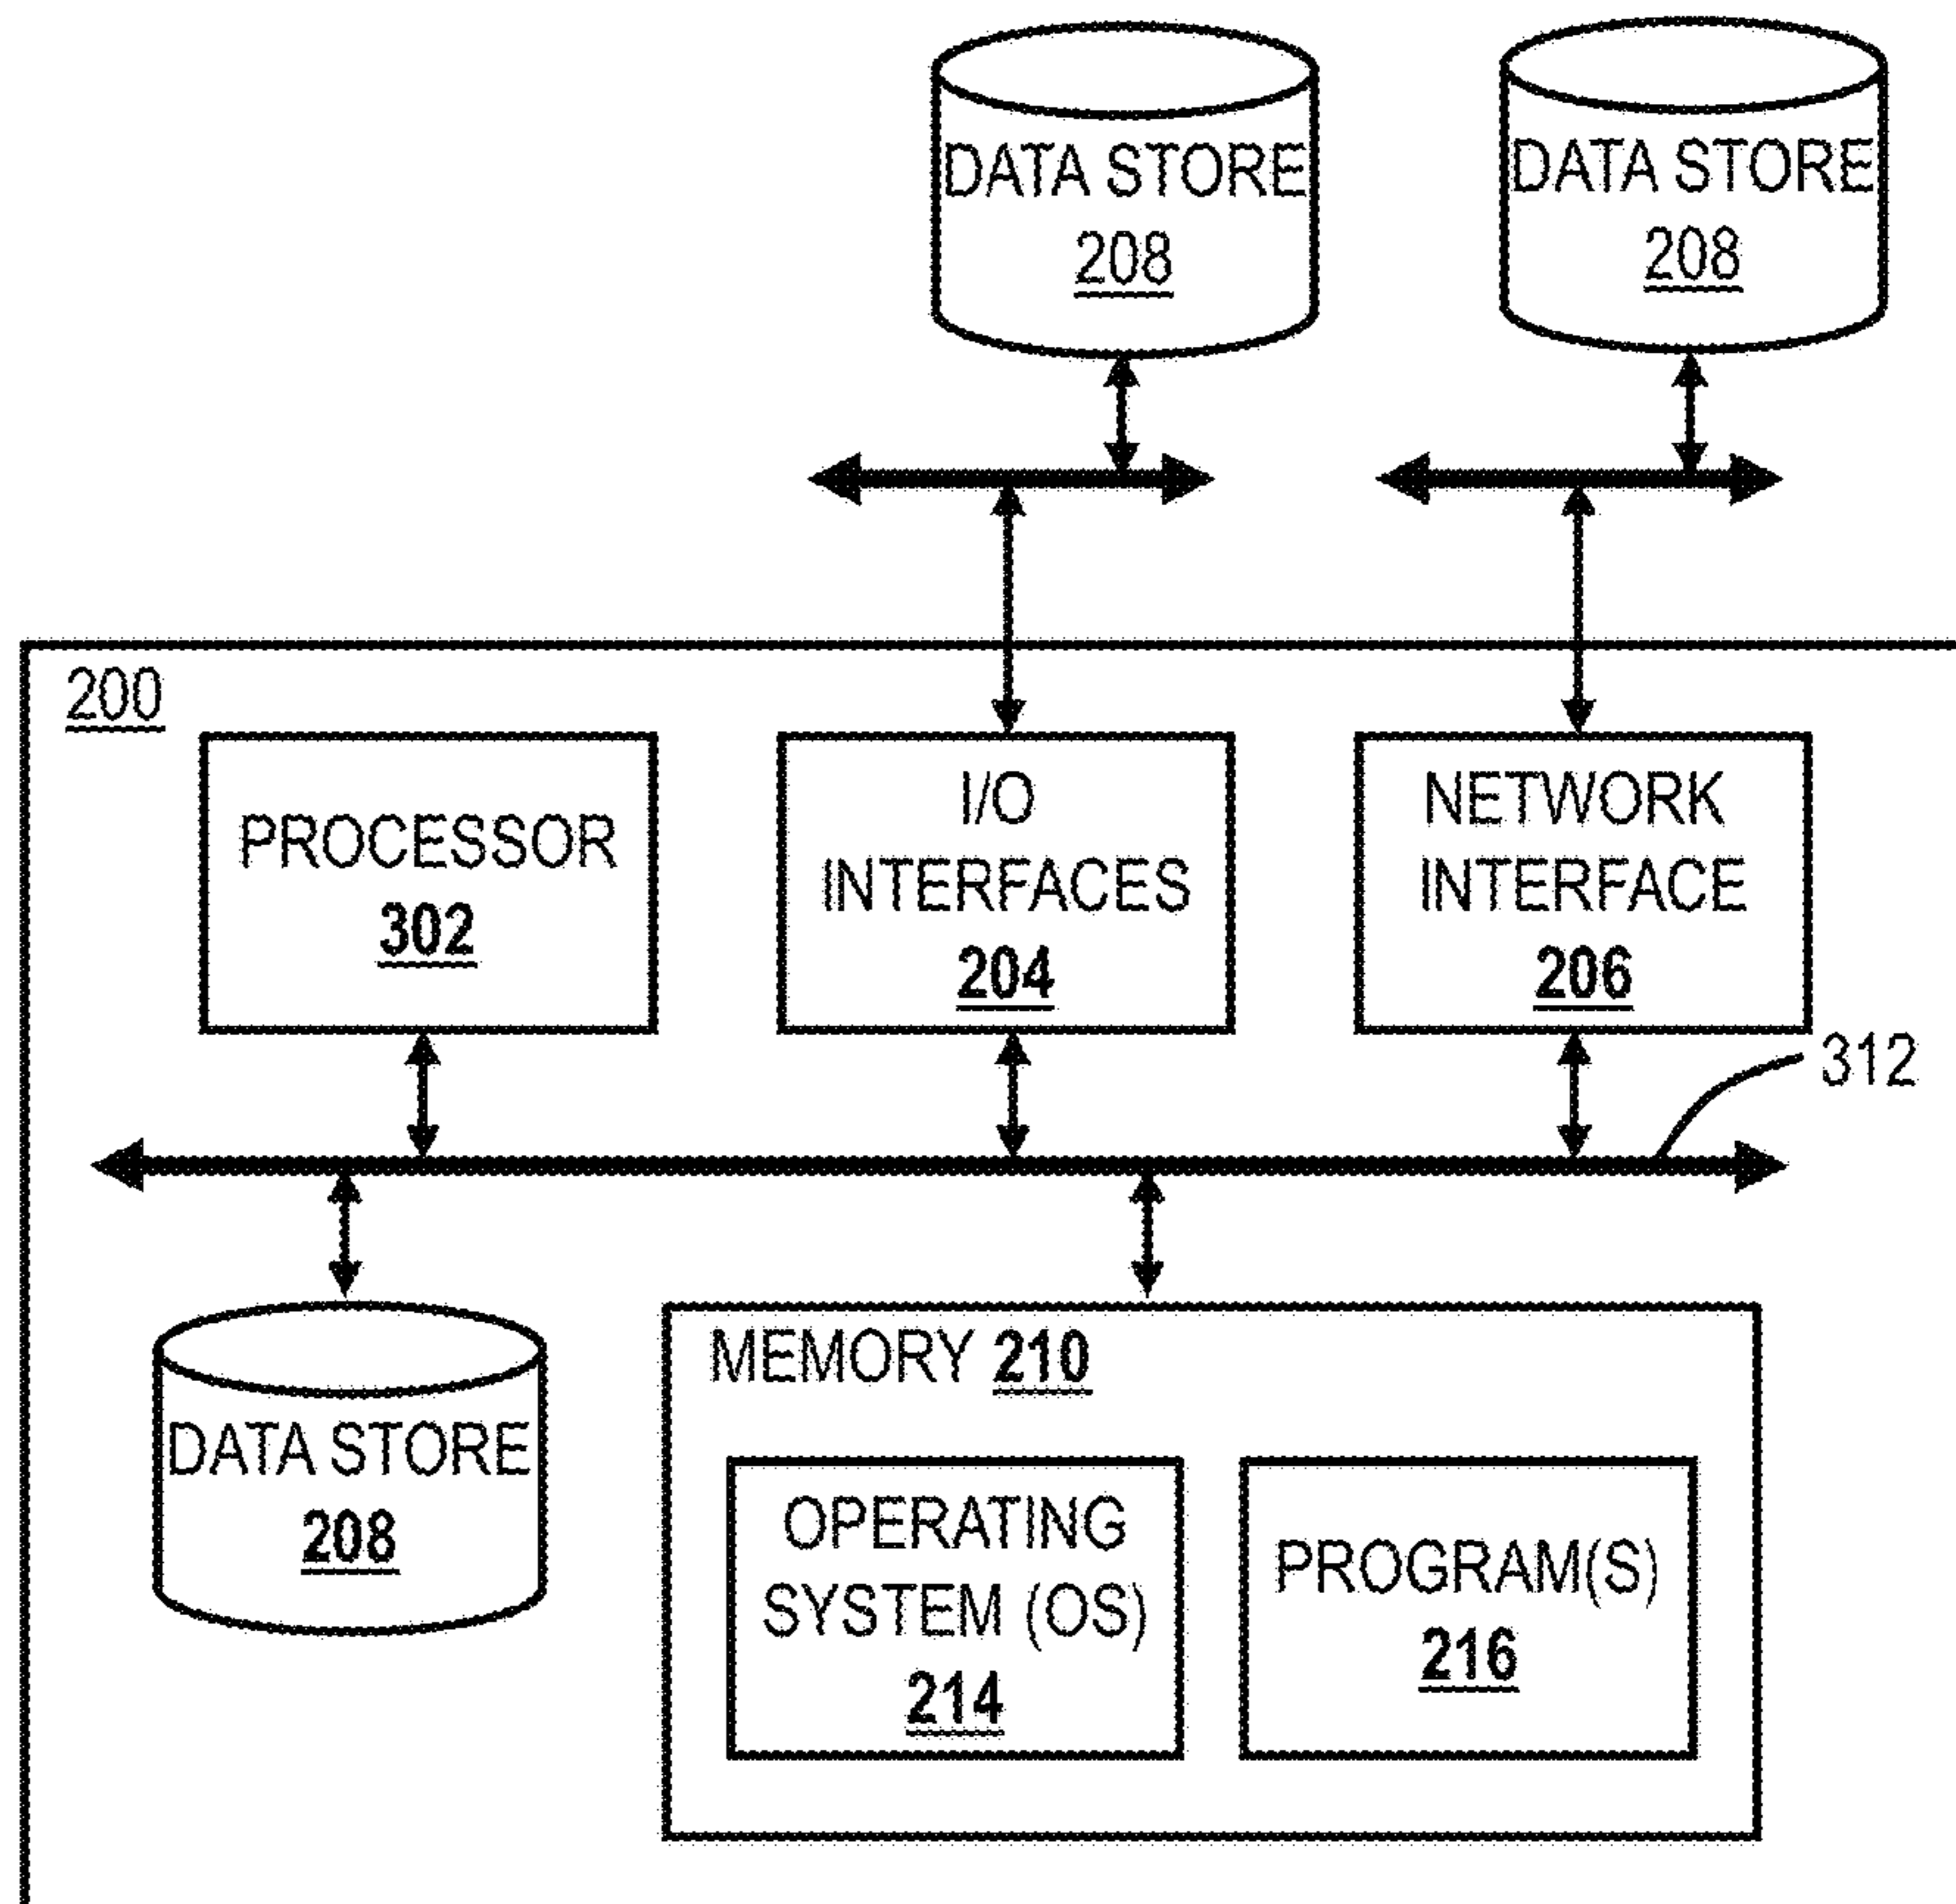 DATA STORE
208
DATA STORE
208
200
PROCESSOR
302
I/O
INTERFACES
204
NETWORK
INTERFACE
206
312
DATA STORE
208
MEMORY 210
OPERATING
SYSTEM (OS)
214
PROGRAM(S)
216